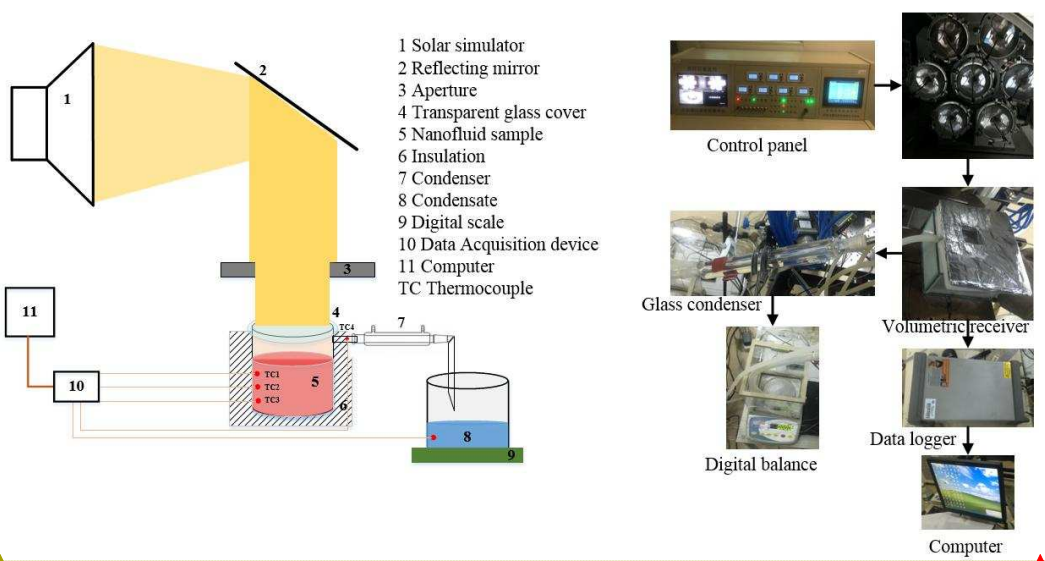 1 Solar simulator
2 Reflecting mirror
3 Aperture
4 Transparent glass cover
5 Nanofluid sample
6 Insulation
7 Condenser
8 Condensate
9 Digital scale
10 Data Acquisition device
11 Computer
TC Thermocouple
1
2
3
4
TC4
7
11
10
TC1
TC2
TC3
5
6
8
9
Control panel
Glass condenser
Volumetric receiver
Digital balance
Data logger
Computer